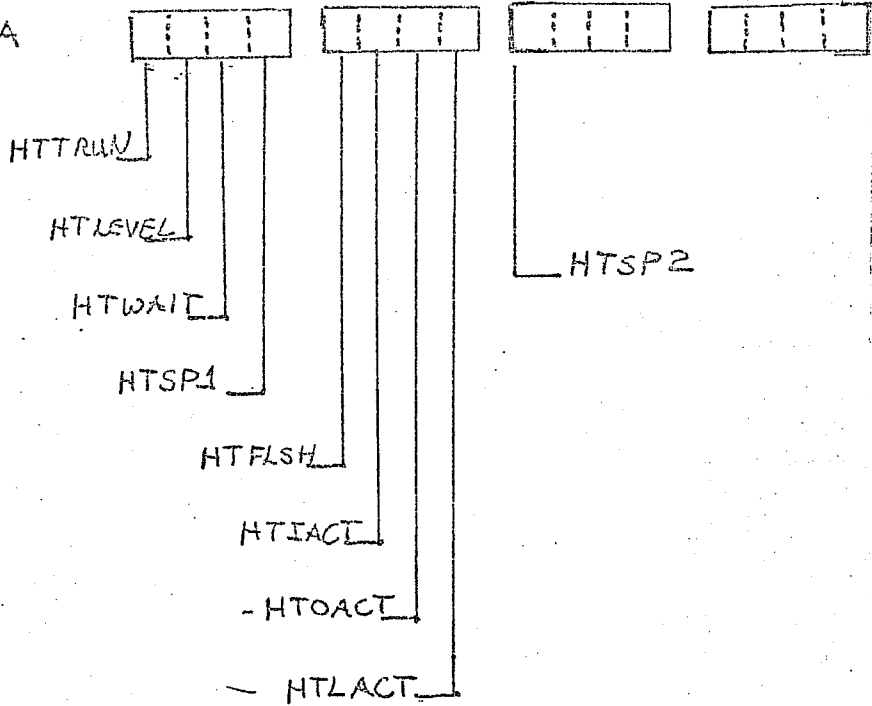 A
HTTRUN
HTLEVEL
HTSP2
HTWAIT
HTSP1
HTFLSH
HTIACT
- HTOACT
- HTLACT